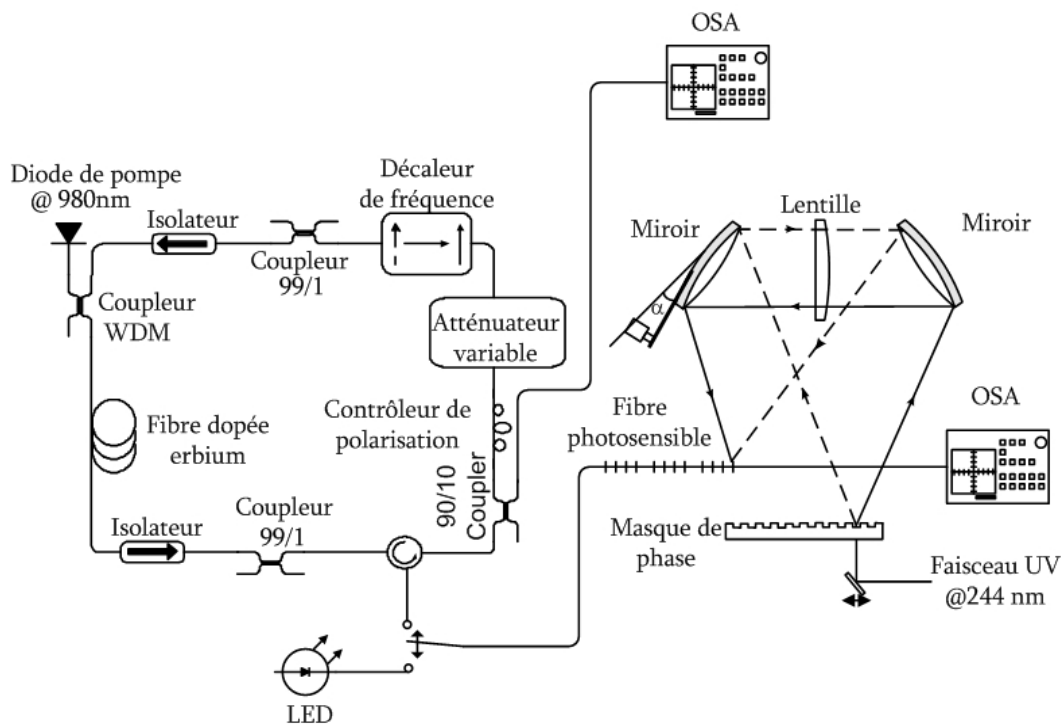 OSA
Diode de pompe
@ 980nm
Isolateur
Coupleur
99/1
Décaleur
de fréquence
Miroir
Lentille
Miroir
Coupleur
WDM
Atténuateur
variable
α
Fibre dopée
erbium
Contrôleur de
polarisation
Fibre
photosensible
OSA
90/10
Coupler
Isolateur
Coupleur
99/1
Masque de
phase
Faisceau UV
@244 nm
LED